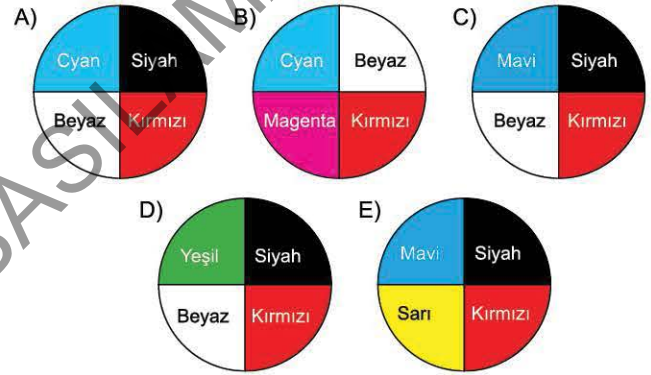 A) B) C)
Cyan Siyah Cyan Beyaz Mavi Siyah
Beyaz Kırmızı Magenta Kırmızı Beyaz Kırmızı
D) E)
Yeşil Siyah Mavi Siyah
Beyaz Kırmızı Sarı Kırmızı